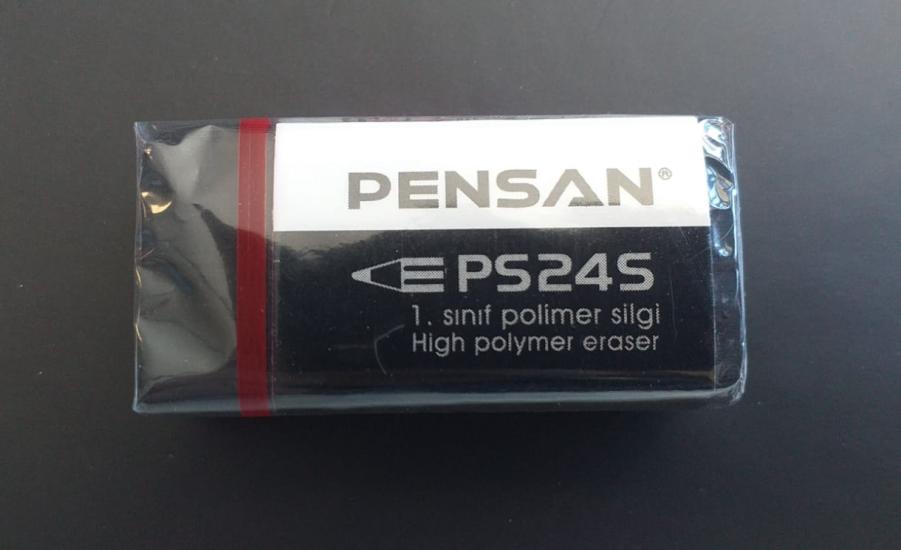 PENSAN®
PS24S
1. sınıf polimer silgi
High polymer eraser